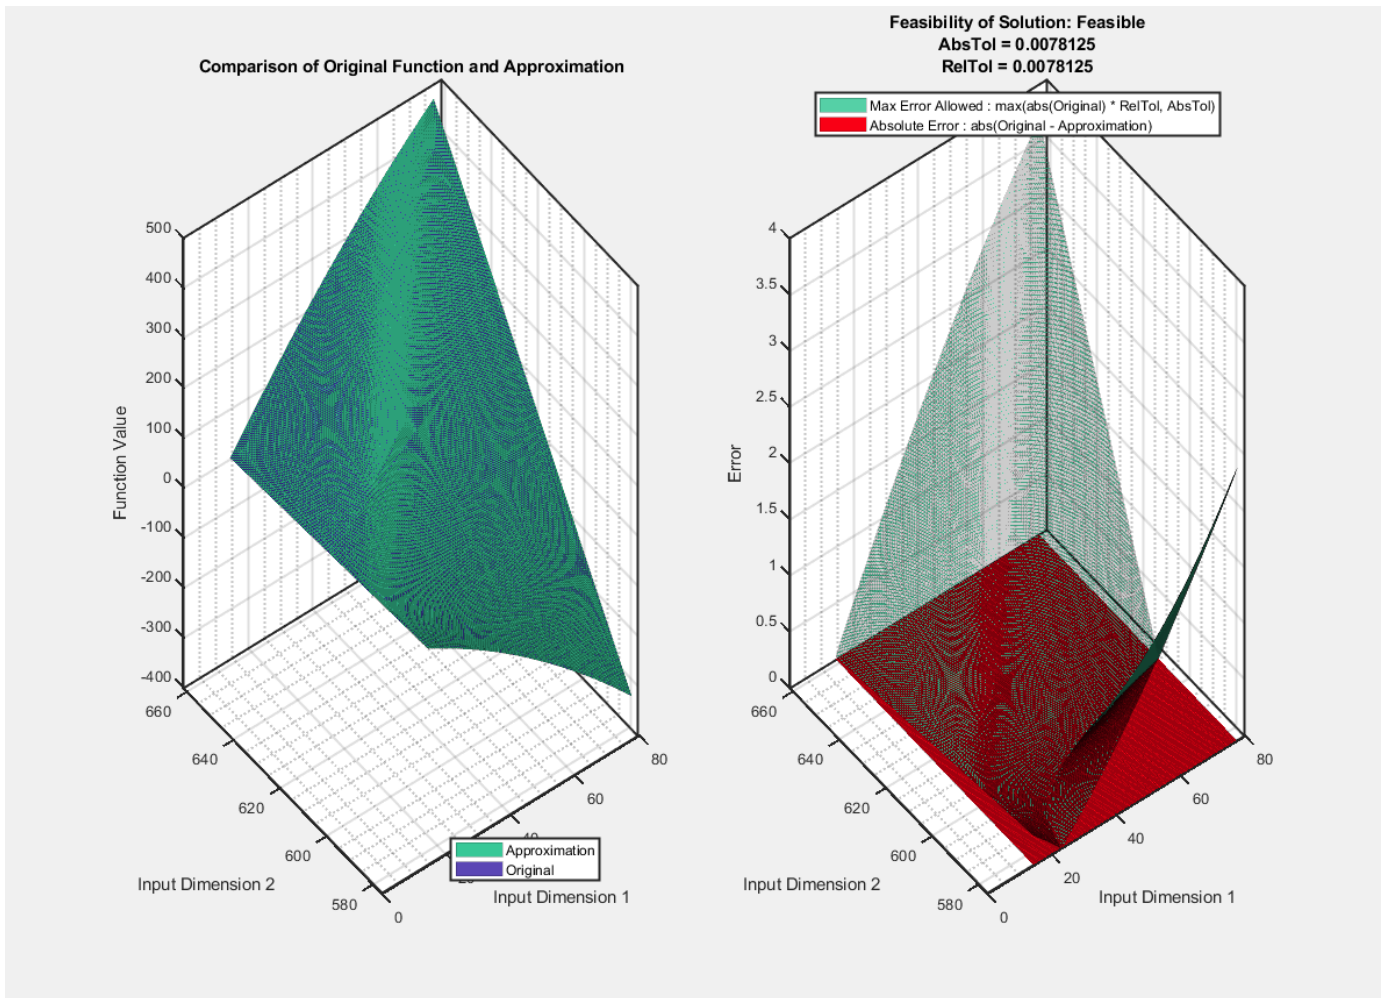 Comparison of Original Function and Approximation
500
400
300
200
100
0
-100
-200
-300
-400
Function Value
660
640
620
600
580
Input Dimension 2
0
60
80
Input Dimension 1
Approximation
Original
Feasibility of Solution: Feasible
AbsTol = 0.0078125
RelTol = 0.0078125
Max Error Allowed : max(abs(Original) * RelTol, AbsTol)
Absolute Error : abs(Original - Approximation)
4
3.5
3
2.5
2
1.5
1
0.5
0
Error
660
640
620
600
580
Input Dimension 2
0
20
40
60
80
Input Dimension 1